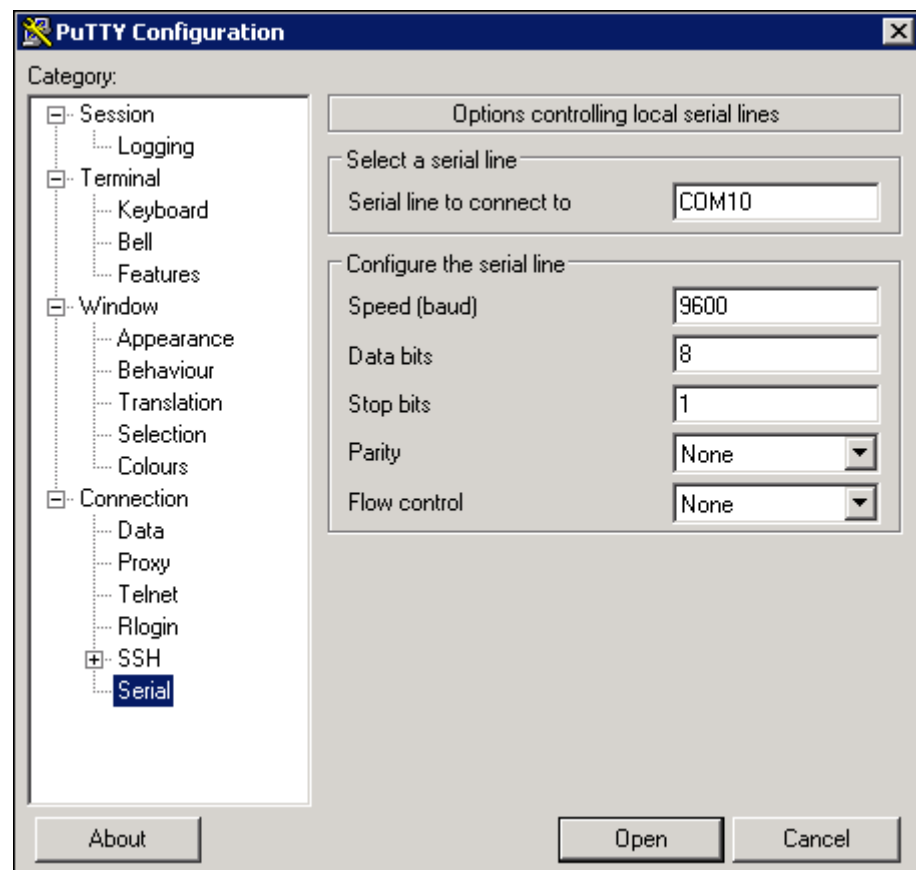 PuTTY Configuration
Category:
Session
Logging
Terminal
Keyboard
Bell
Features
Window
Appearance
Behaviour
Translation
Selection
Colours
Connection
Data
Proxy
Telnet
Rlogin
SSH
Serial
Options controlling local serial lines
Select a serial line
Serial line to connect to COM10
Configure the serial line
Speed (baud) 9600
Data bits 8
Stop bits 1
Parity None
Flow control None
About Open Cancel